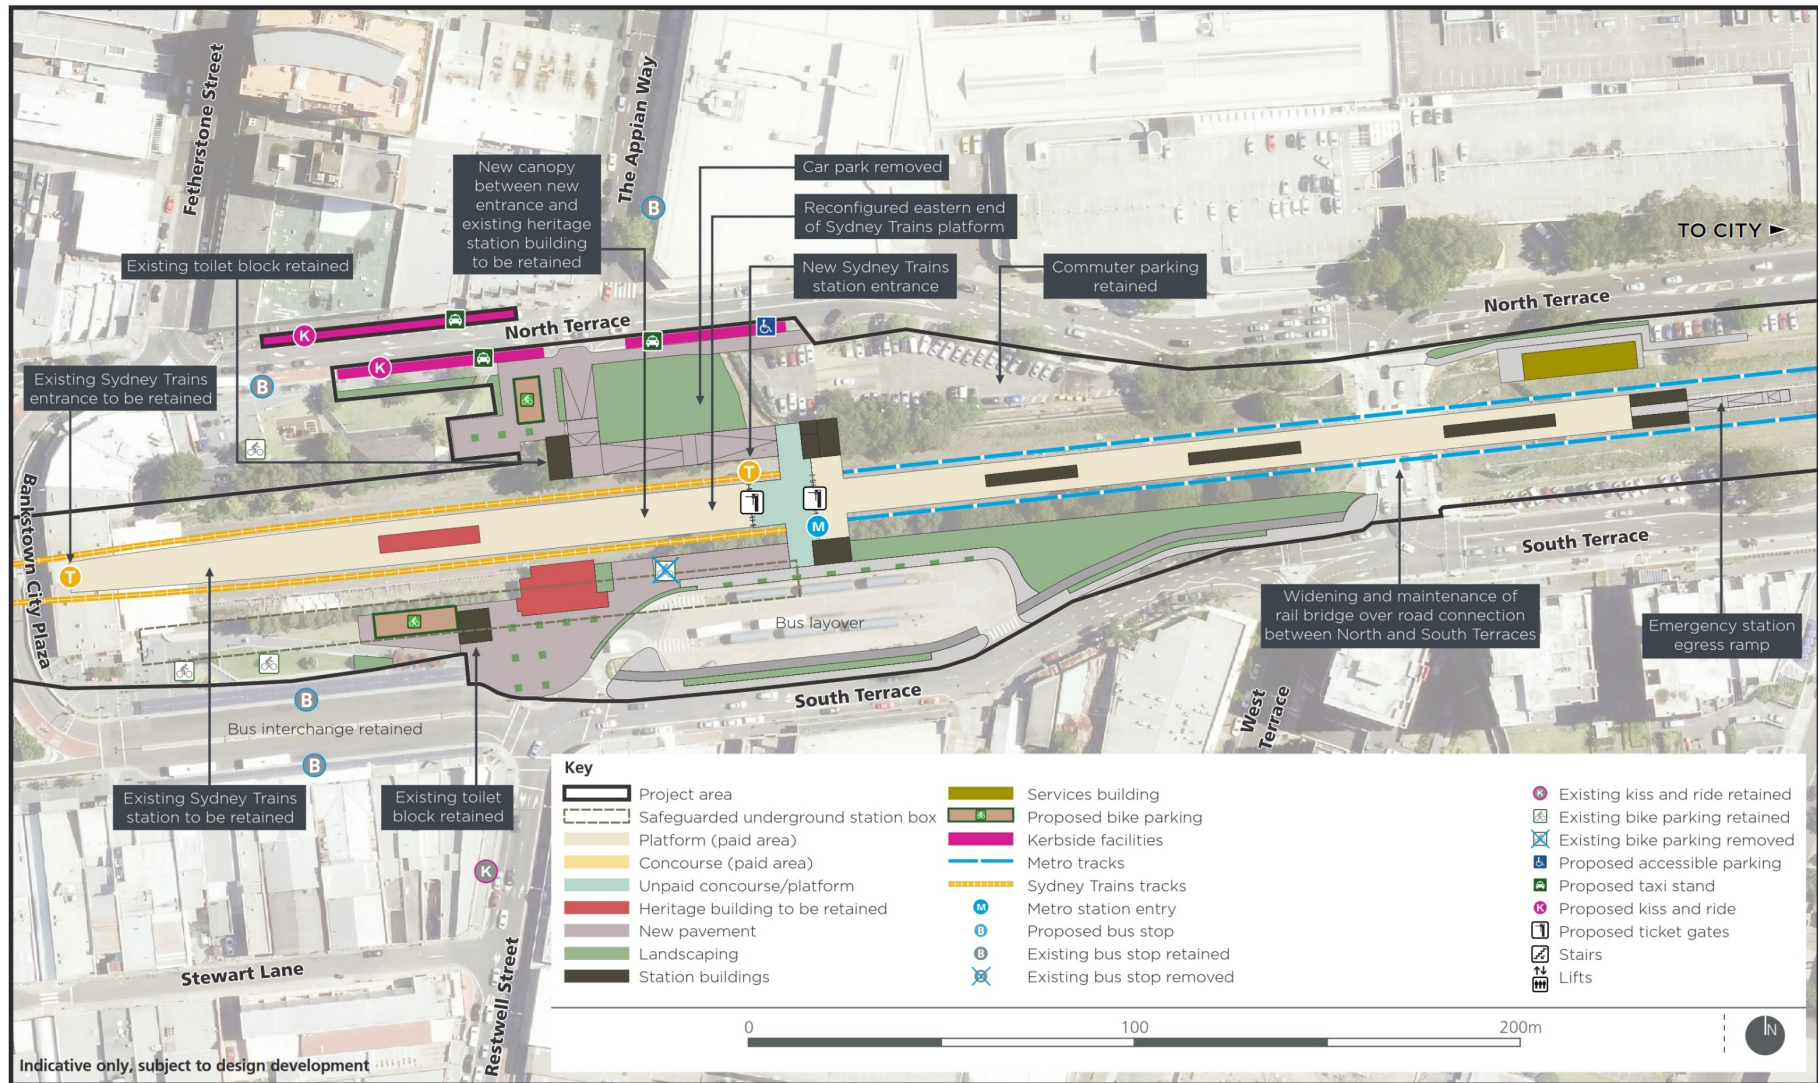 Fetherstone Street
The Appian Way
New canopy
between new
entrance and
existing heritage
station building
to be retained
Car park removed
Reconfigured eastern end
of Sydney Trains platform
B
TO CITY
Existing toilet block retained
New Sydney Trains
station entrance
Commuter parking
retained
North Terrace
North Terrace
K
K
Existing Sydney Trains
entrance to be retained
B
T
M
T
Bankstown City Plaza
South Terrace
Bus layover
Widening and maintenance of
rail bridge over road connection
between North and South Terraces
Emergency station
egress ramp
South Terrace
West
Terrace
B
Bus interchange retained
B
Existing Sydney Trains
station to be retained
Existing toilet
block retained
K
Stewart Lane
Restwell Street
Key
Project area
Safeguarded underground station box
Platform (paid area)
Concourse (paid area)
Unpaid concourse/platform
Heritage building to be retained
New pavement
Landscaping
Station buildings
Services building
Proposed bike parking
Kerbside facilities
Metro tracks
Sydney Trains tracks
M Metro station entry
B Proposed bus stop
B Existing bus stop retained
Existing bus stop removed
K Existing kiss and ride retained
Existing bike parking retained
Existing bike parking removed
Proposed accessible parking
Proposed taxi stand
K Proposed kiss and ride
Proposed ticket gates
Stairs
Lifts
0 100 200m
N
Indicative only, subject to design development